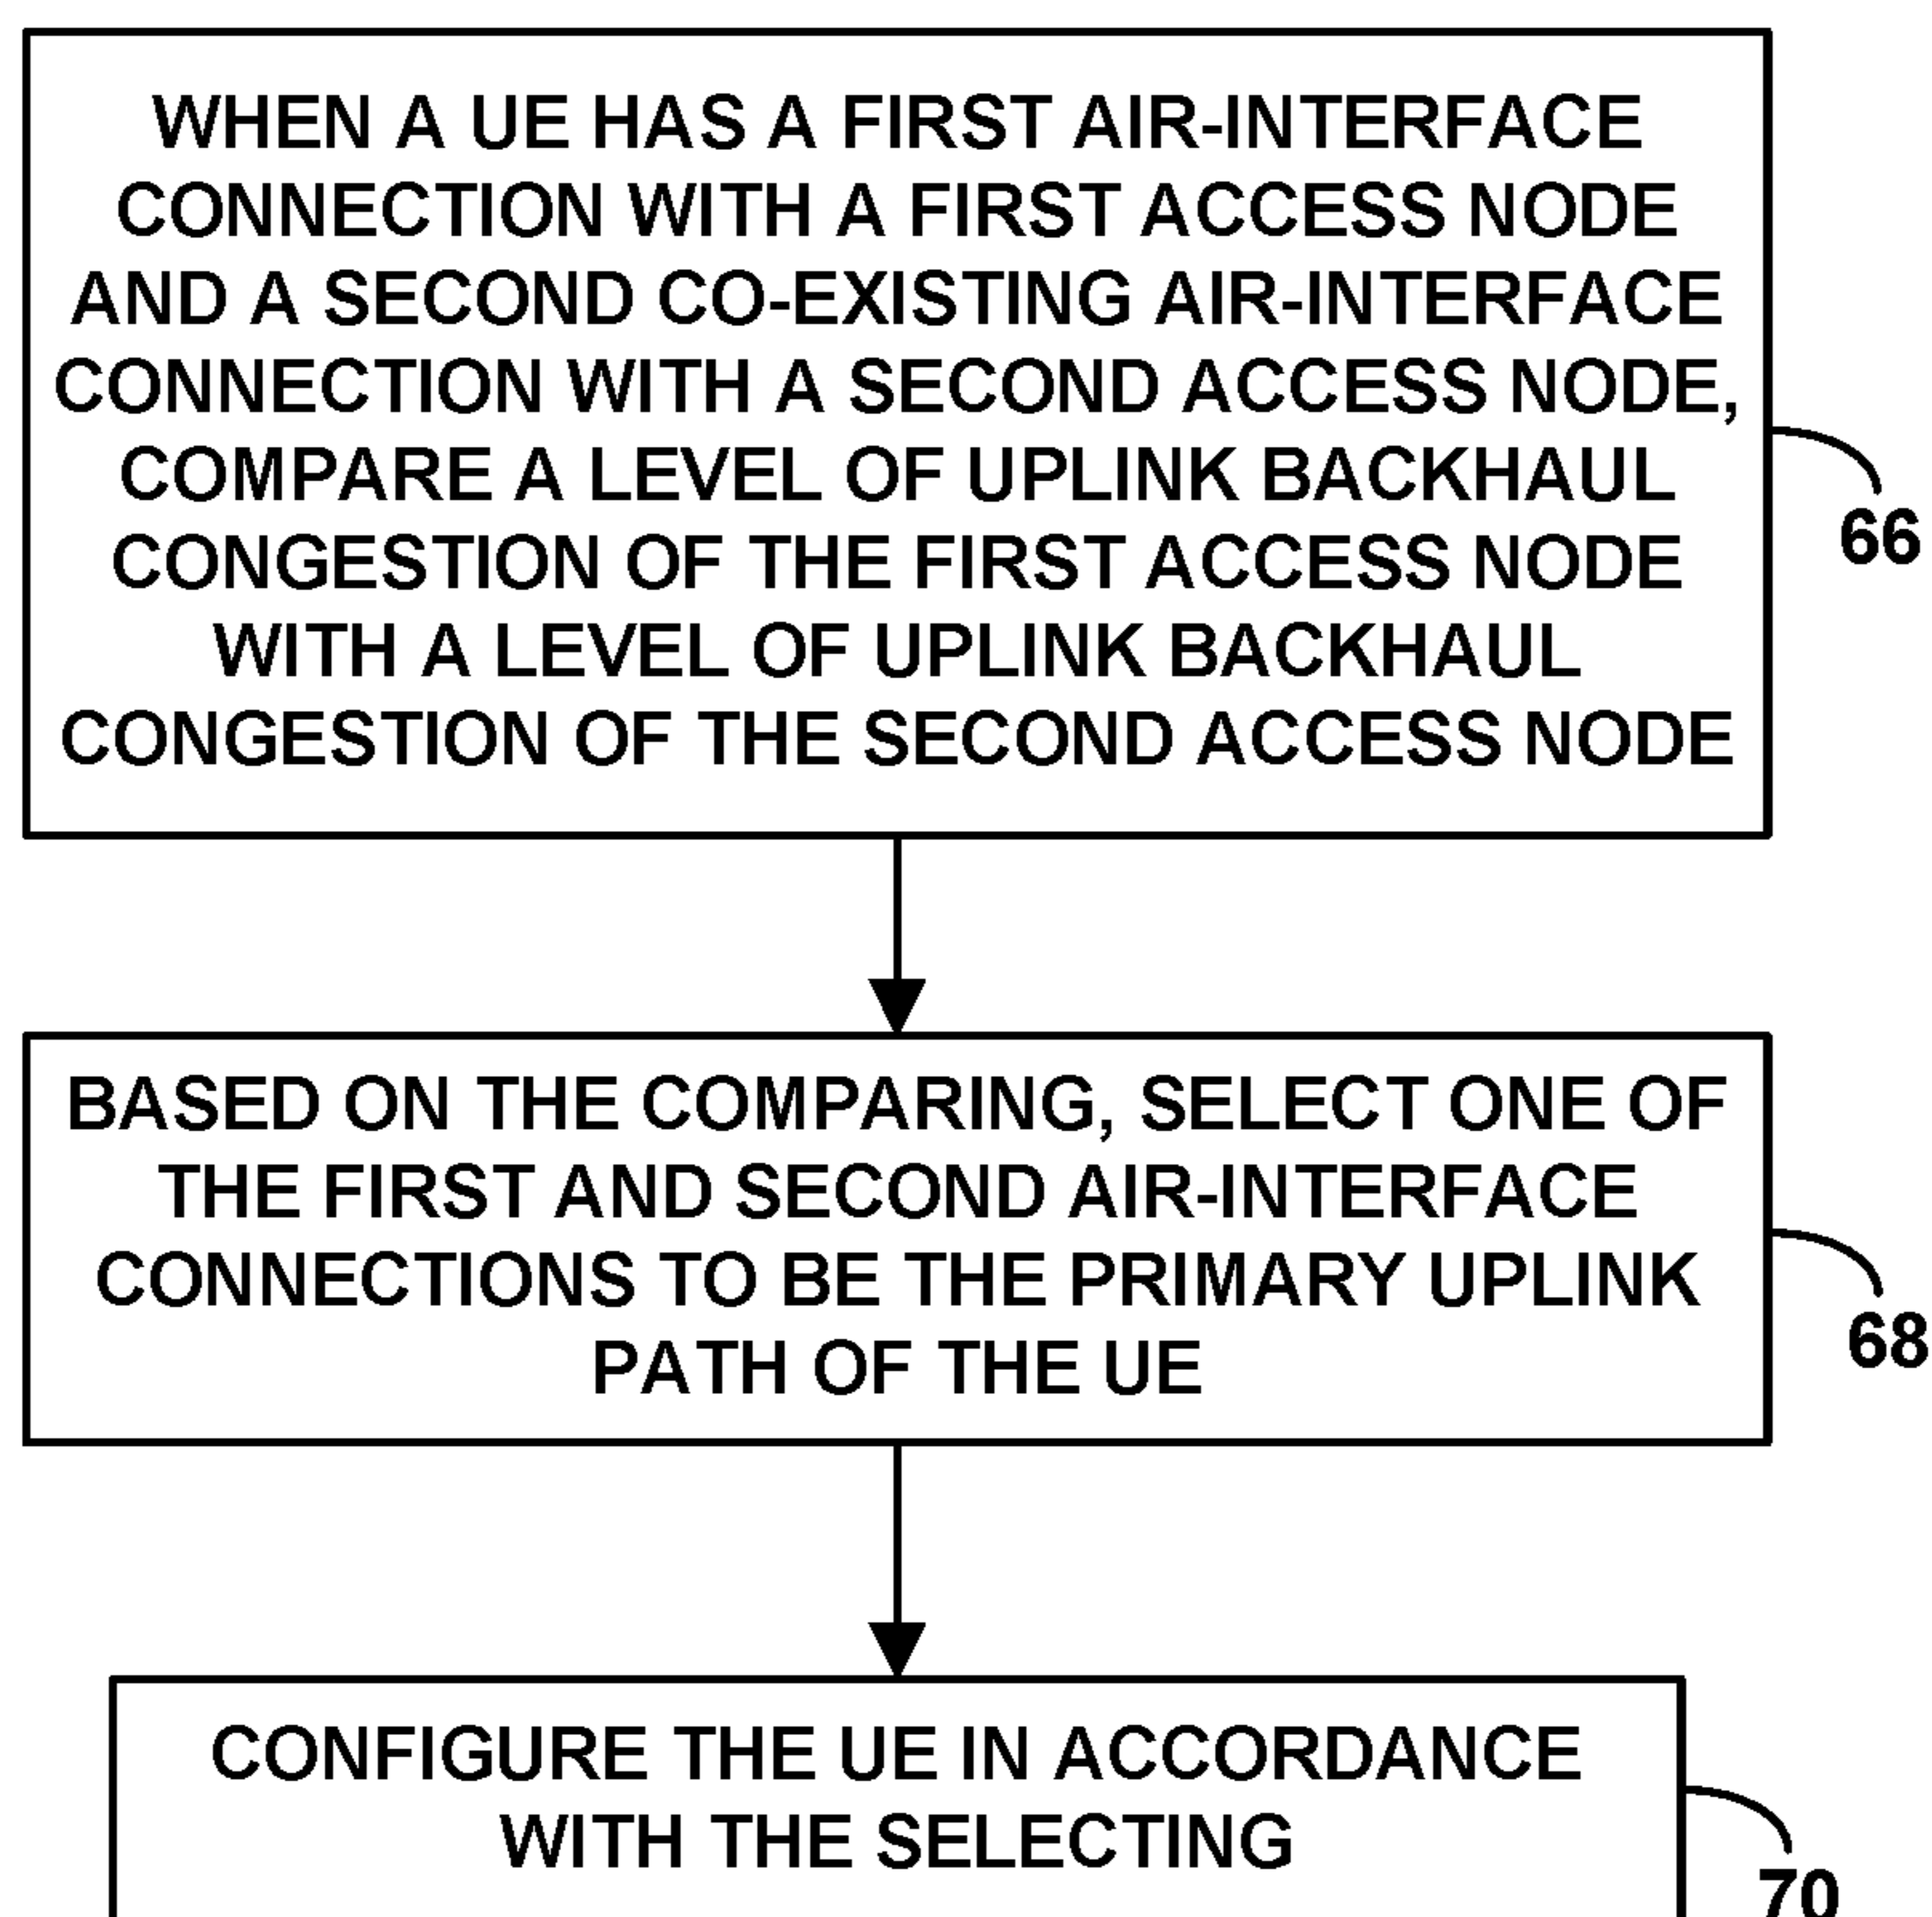 WHEN A UE HAS A FIRST AIR-INTERFACE
CONNECTION WITH A FIRST ACCESS NODE
AND A SECOND CO-EXISTING AIR-INTERFACE
CONNECTION WITH A SECOND ACCESS NODE,
COMPARE A LEVEL OF UPLINK BACKHAUL
CONGESTION OF THE FIRST ACCESS NODE
WITH A LEVEL OF UPLINK BACKHAUL
CONGESTION OF THE SECOND ACCESS NODE
66
BASED ON THE COMPARING, SELECT ONE OF
THE FIRST AND SECOND AIR-INTERFACE
CONNECTIONS TO BE THE PRIMARY UPLINK
PATH OF THE UE
68
CONFIGURE THE UE IN ACCORDANCE
WITH THE SELECTING
70